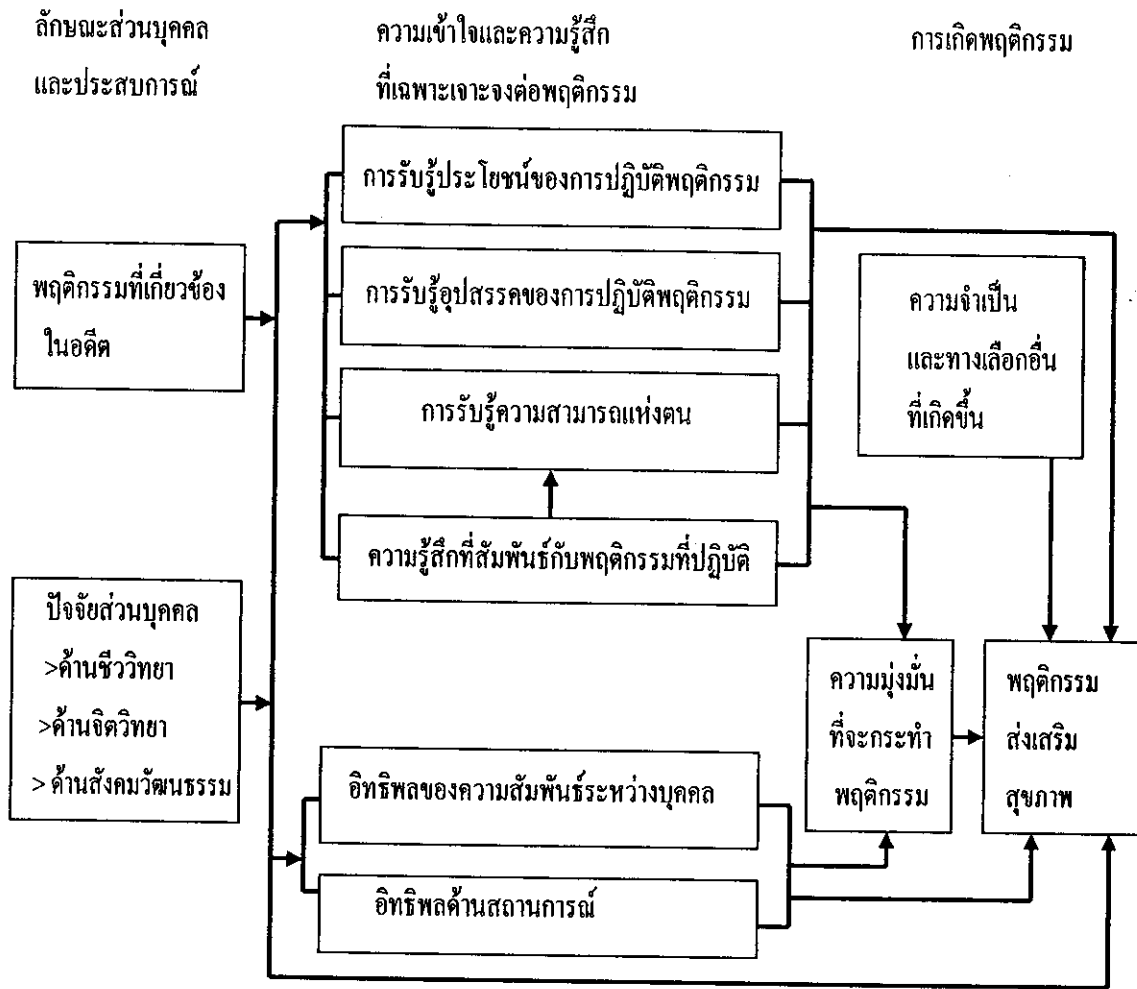 ลักษณะส่วนบุคคล
และประสบการณ์
ความเข้าใจและความรู้สึก
ที่เฉพาะเจาะจงต่อพฤติกรรม
การเกิดพฤติกรรม
การรับรู้ประโยชน์ของการปฏิบัติพฤติกรรม
พฤติกรรมที่เกี่ยวข้อง
ในอดีต
การรับรู้อุปสรรคของการปฏิบัติพฤติกรรม
ความจำเป็น
และทางเลือกอื่น
ที่เกิดขึ้น
การรับรู้ความสามารถแห่งตน
ความรู้สึกที่สัมพันธ์กับพฤติกรรมที่ปฏิบัติ
ปัจจัยส่วนบุคคล
>ด้านชีววิทยา
>ด้านจิตวิทยา
>ด้านสังคมวัฒนธรรม
ความมุ่งมั่น
ที่จะกระทำ
พฤติกรรม
พฤติกรรม
ส่งเสริม
สุขภาพ
อิทธิพลของความสัมพันธ์ระหว่างบุคคล
อิทธิพลด้านสถานการณ์